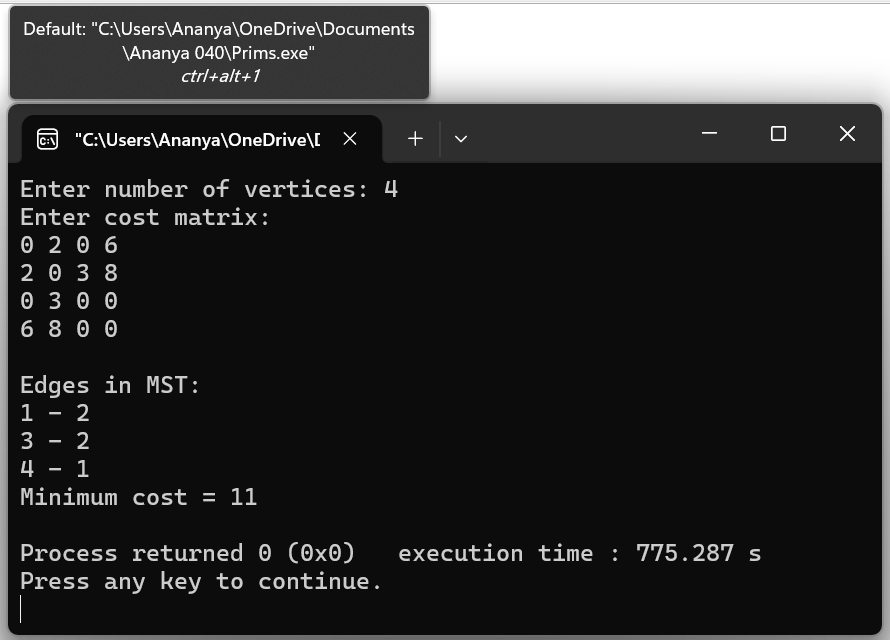 Default: "C:\Users\Ananya\OneDrive\Documents
\Ananya 040\Prims.exe"
ctrl+alt+1
"C:\Users\Ananya\OneDrive\D
Enter number of vertices: 4
Enter cost matrix:
0 2 0 6
2 0 3 8
0 3 0 0
6 8 0 0
Edges in MST:
1 - 2
3 - 2
4 - 1
Minimum cost = 11
Process returned 0 (0x0)   execution time : 775.287 s
Press any key to continue.